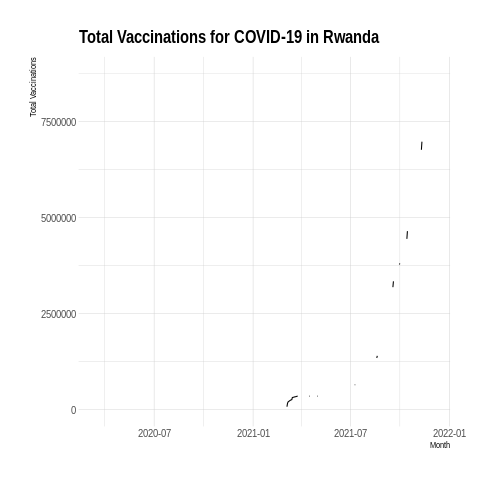 Total Vaccinations for COVID-19 in Rwanda
Total Vaccinations
7500000
5000000
2500000
0
2020-07 2021-01 2021-07 2022-01
Month